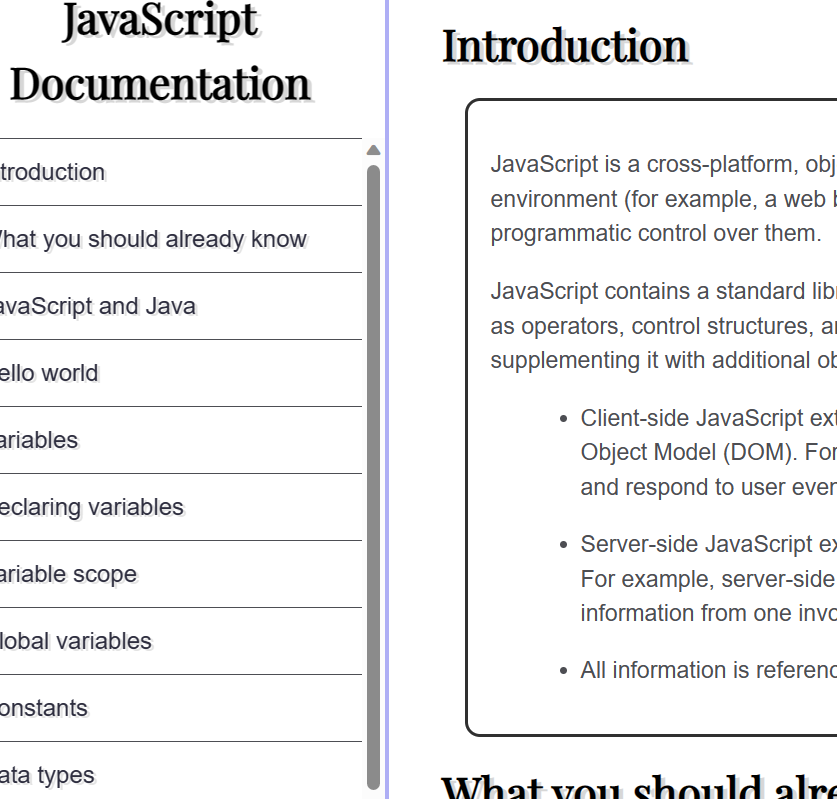 JavaScript
Documentation
troduction
hat you should already know
avaScript and Java
ello world
ariables
eclaring variables
ariable scope
lobal variables
onstants
ata types
Introduction
JavaScript is a cross-platform, obj
environment (for example, a web b
programmatic control over them.
JavaScript contains a standard lib
as operators, control structures, a
supplementing it with additional ob
• Client-side JavaScript ext
Object Model (DOM). For
and respond to user even
• Server-side JavaScript ex
For example, server-side
information from one invo
• All information is referenc
What you should alre